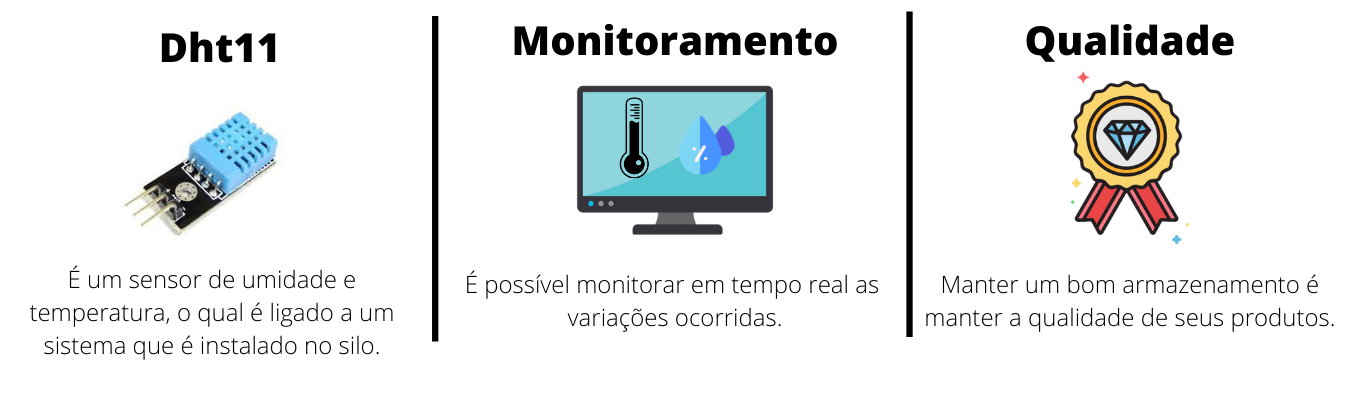 Dht11
É um sensor de umidade e
temperatura, o qual é ligado a um
sistema que é instalado no silo.
Monitoramento
É possível monitorar em tempo real as
variações ocorridas.
Qualidade
Manter um bom armazenamento é
manter a qualidade de seus produtos.